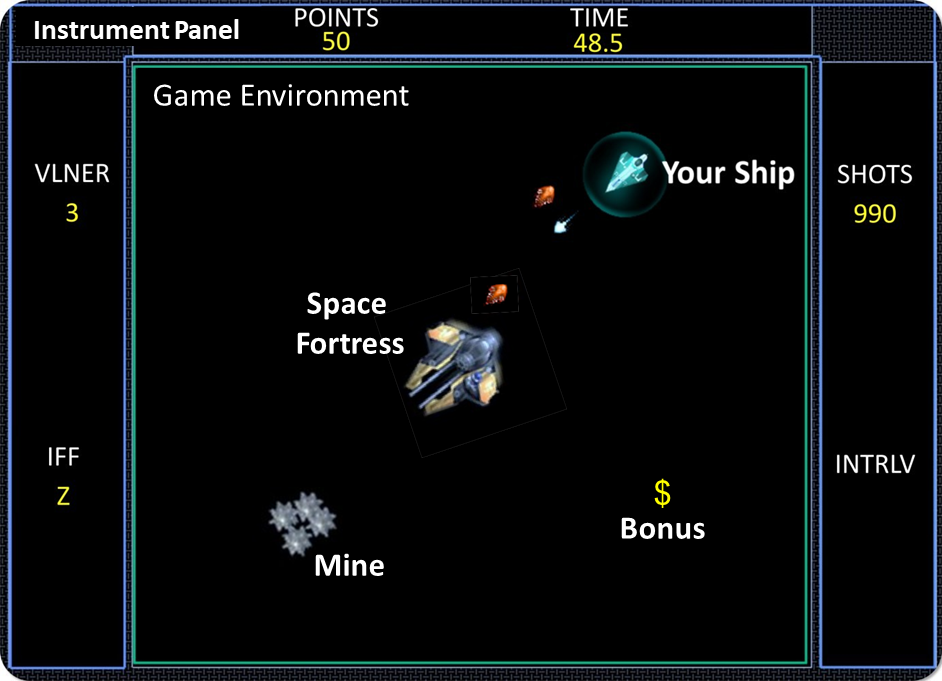 Instrument Panel
POINTS
50
TIME
48.5
Game Environment
VLNER
3
Your Ship
SHOTS
990
Space
Fortress
IFF
Z
INTRLV
$
Bonus
Mine